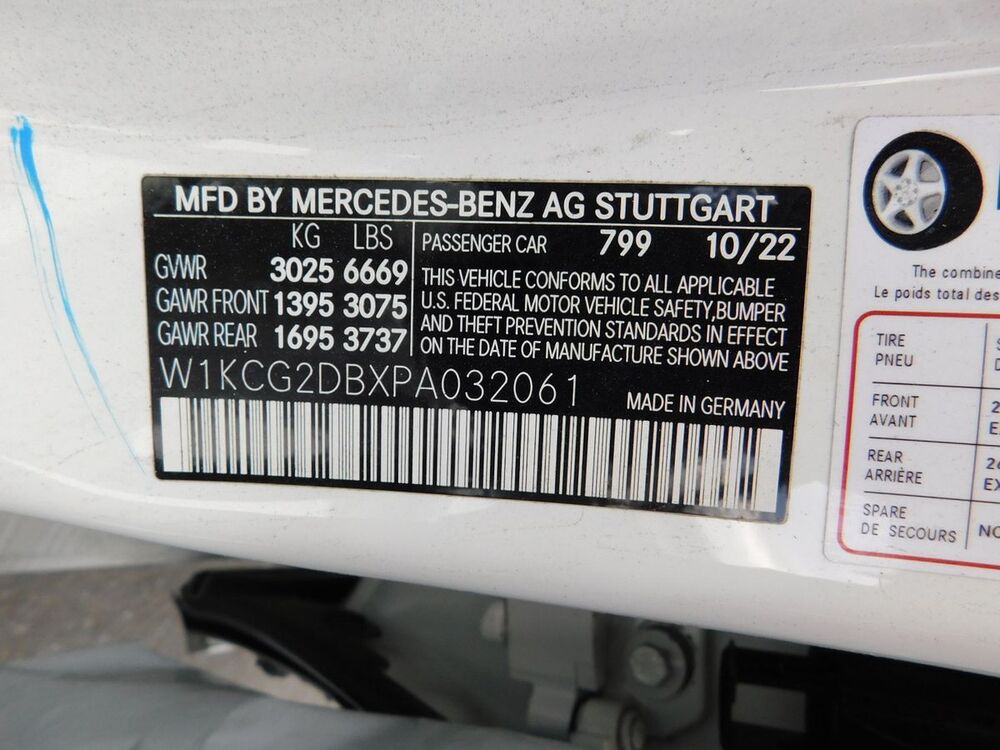 MFD BY MERCEDES-BENZ AG STUTTGART
KG LBS
GVWR 3025 6669
GAWR FRONT 1395 3075
GAWR REAR 1695 3737
PASSENGER CAR 799 10/22
THIS VEHICLE CONFORMS TO ALL APPLICABLE
U.S. FEDERAL MOTOR VEHICLE SAFETY,BUMPER
AND THEFT PREVENTION STANDARDS IN EFFECT
ON THE DATE OF MANUFACTURE SHOWN ABOVE
W1KCG2DBXPA032061
MADE IN GERMANY
The
Le poids total des
TIRE
PNEU
FRONT
AVANT
REAR
ARRIÈRE
SPARE
DE SECOURS